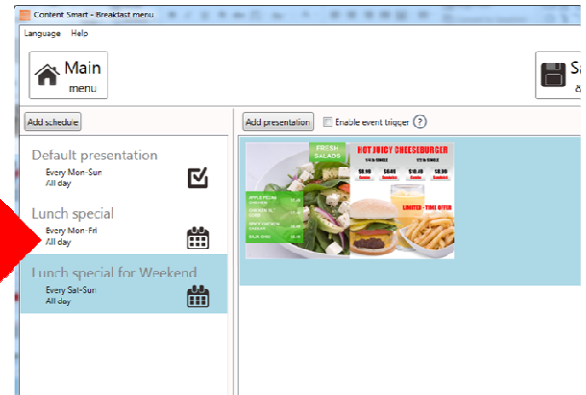 Content Smart - Breakfast menu
Language Help
Main
menu
Add schedule
Add presentation
Enable event trigger ?
Default presentation
Every Mon-Sun
All day
Lunch special
Every Mon-Fri
All day
Lunch special for Weekend
Every Sat-Sun
All day
FRESH
SALADS
HOT JUICY CHEESEBURGER
LIMITED - TIME OFFER